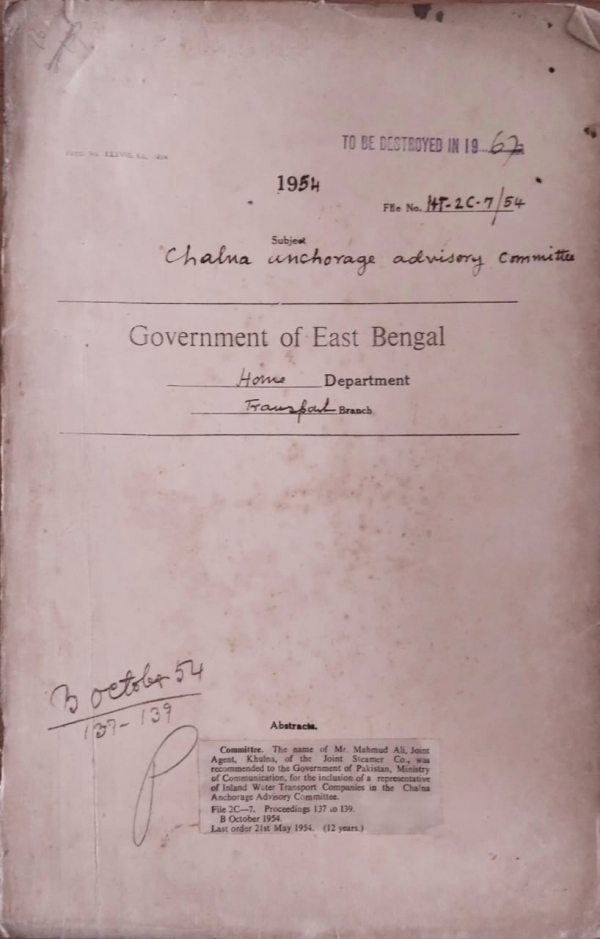 TO BE DESTROYED IN 19 67
1954
File No. HT-2C-7/54
Subject
Chalna anchorage advisory Committee
Government of East Bengal
Home Department
Transport Branch
B October 54
137-139
Abstracts.
Committee. The name of Mr. Mahmud Ali, Joint
Agent, Khulna, of the Joint Steamer Co., was
recommended to the Government of Pakistan, Ministry
of Communication, for the inclusion of a representative
of Inland Water Transport Companies in the Chalna
Anchorage Advisory Committee.
File 2C—7. Proceedings 137 to 139.
B October 1954.
Last order 21st May 1954. (12 years.)